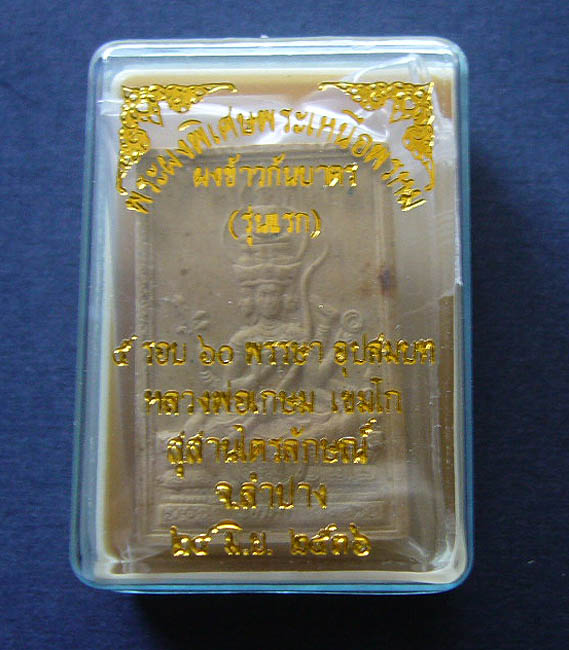 พระผงพิเศษพระเหนือพรหม
ผงข้าวก้นบาตร
(รุ่นแรก)
๕ รอบ ๖๐ พรรษา อุปสมบท
หลวงพ่อเกษม เขมโก
สุสานไตรลักษณ์
จ.ลำปาง
๒๘ มิ.ย. ๒๕๓๖